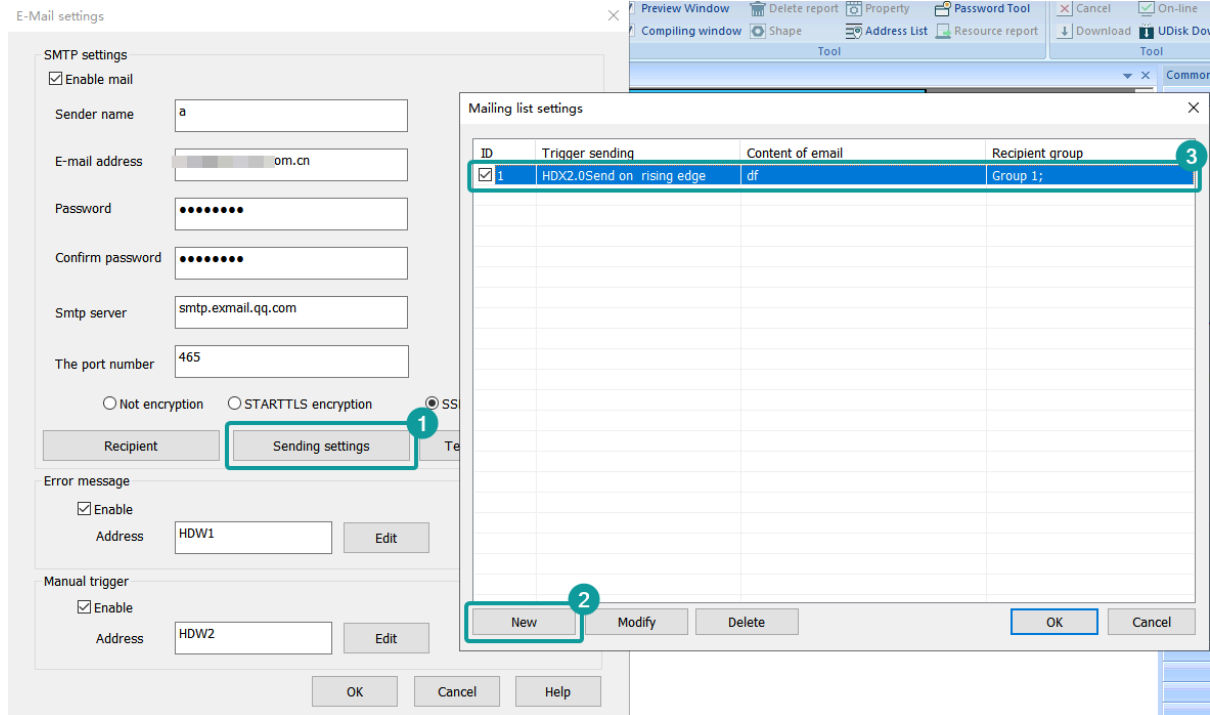 E-Mail settings
SMTP settings
Enable mail
Sender name a
E-mail address om.cn
Password ●●●●●●●●
Confirm password ●●●●●●●●
Smtp server smtp.exmail.qq.com
The port number 465
Not encryption STARTTLS encryption
1
Recipient Sending settings
Error message
Enable
Address HDW1 Edit
Manual trigger
Enable
Address HDW2 Edit
OK Cancel Help
Preview Window Delete report Property Password Tool Cancel On-line
Compiling window Shape Address List Resource report Download UDisk
Tool Tool
Mailing list settings
ID Trigger sending Content of email Recipient group
3
1 HDX2.0Send on rising edge df Group 1;
2
New Modify Delete OK Cancel